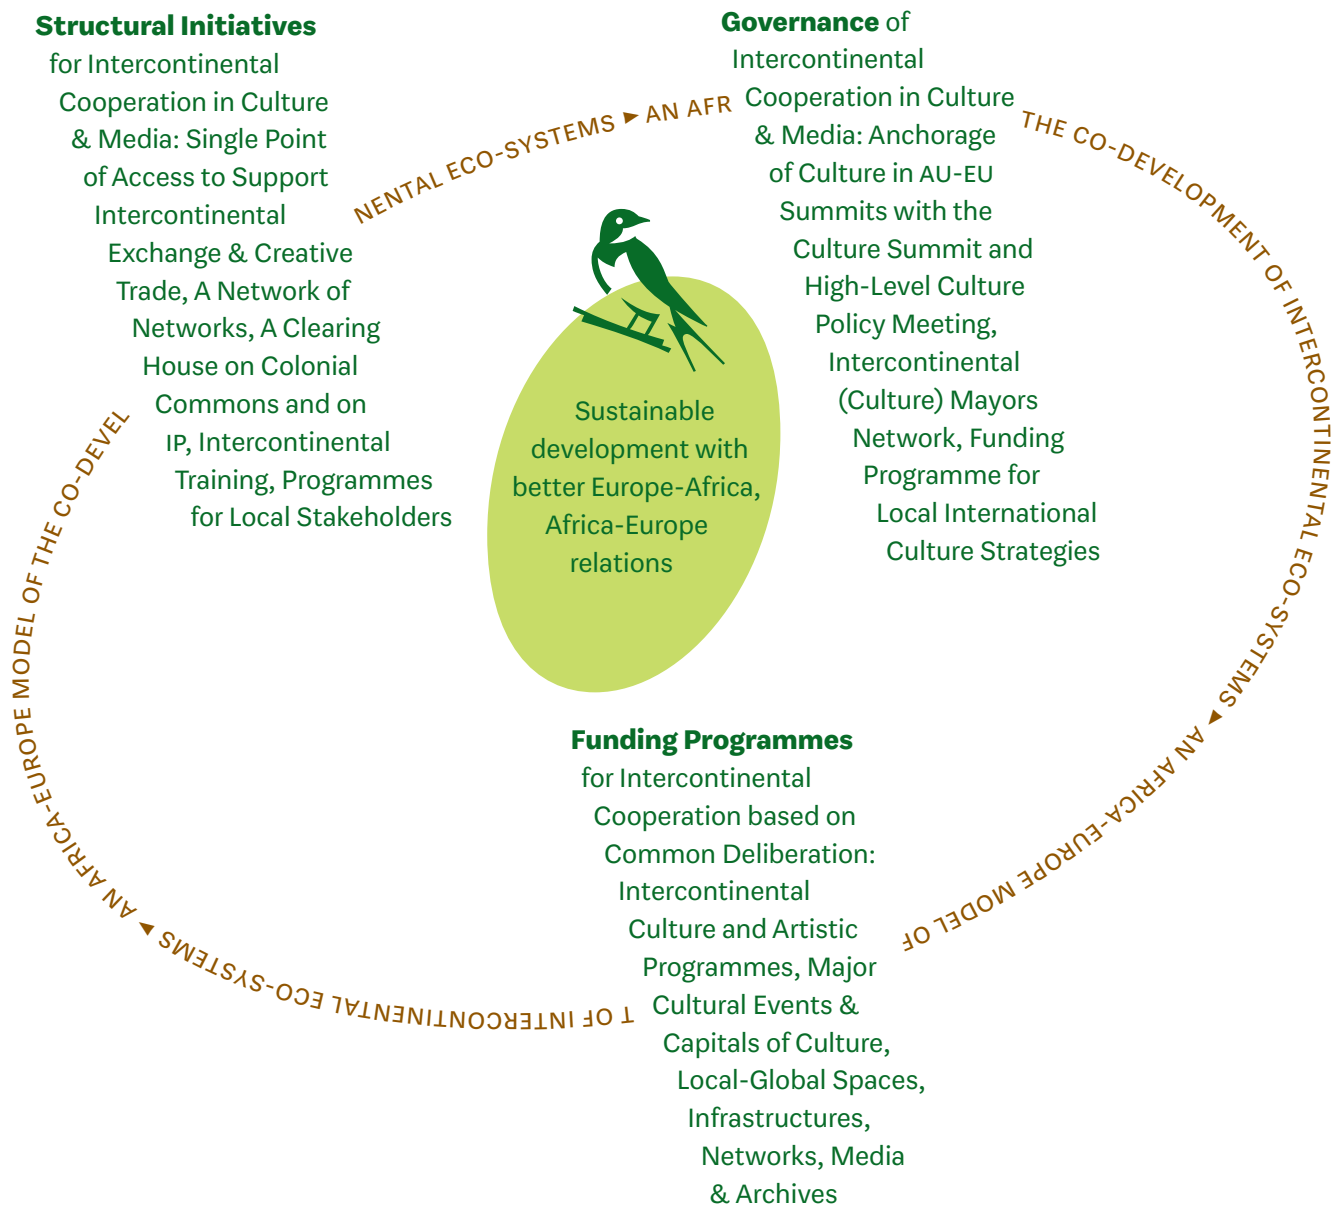 Structural Initiatives
for Intercontinental
Cooperation in Culture
& Media: Single Point
of Access to Support
Intercontinental
Exchange & Creative
Trade, A Network of
Networks, A Clearing
House on Colonial
Commons and on
IP, Intercontinental
Training, Programmes
for Local Stakeholders
Governance of
Intercontinental
Cooperation in Culture
& Media: Anchorage
of Culture in AU-EU
Summits with the
Culture Summit and
High-Level Culture
Policy Meeting,
Intercontinental
(Culture) Mayors
Network, Funding
Programme for
Local International
Culture Strategies
Sustainable
development with
better Europe-Africa,
Africa-Europe
relations
Funding Programmes
for Intercontinental
Cooperation based on
Common Deliberation:
Intercontinental
Culture and Artistic
Programmes, Major
Cultural Events &
Capitals of Culture,
Local-Global Spaces,
Infrastructures,
Networks, Media
& Archives
NENTAL ECO-SYSTEMS ► AN AFR
THE CO-DEVELOPMENT OF INTERCONTINENTAL ECO-SYSTEMS ► AN AFRICA-EUROPE MODEL OF
T OF INTERCONTINENTAL ECO-SYSTEMS ► AN AFRICA-EUROPE MODEL OF THE CO-DEVEL